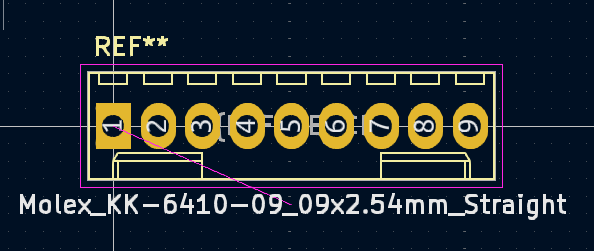 REF**
1 2 3 4 5 6 7 8 9
Molex_KK-6410-09_09x2.54mm_Straight